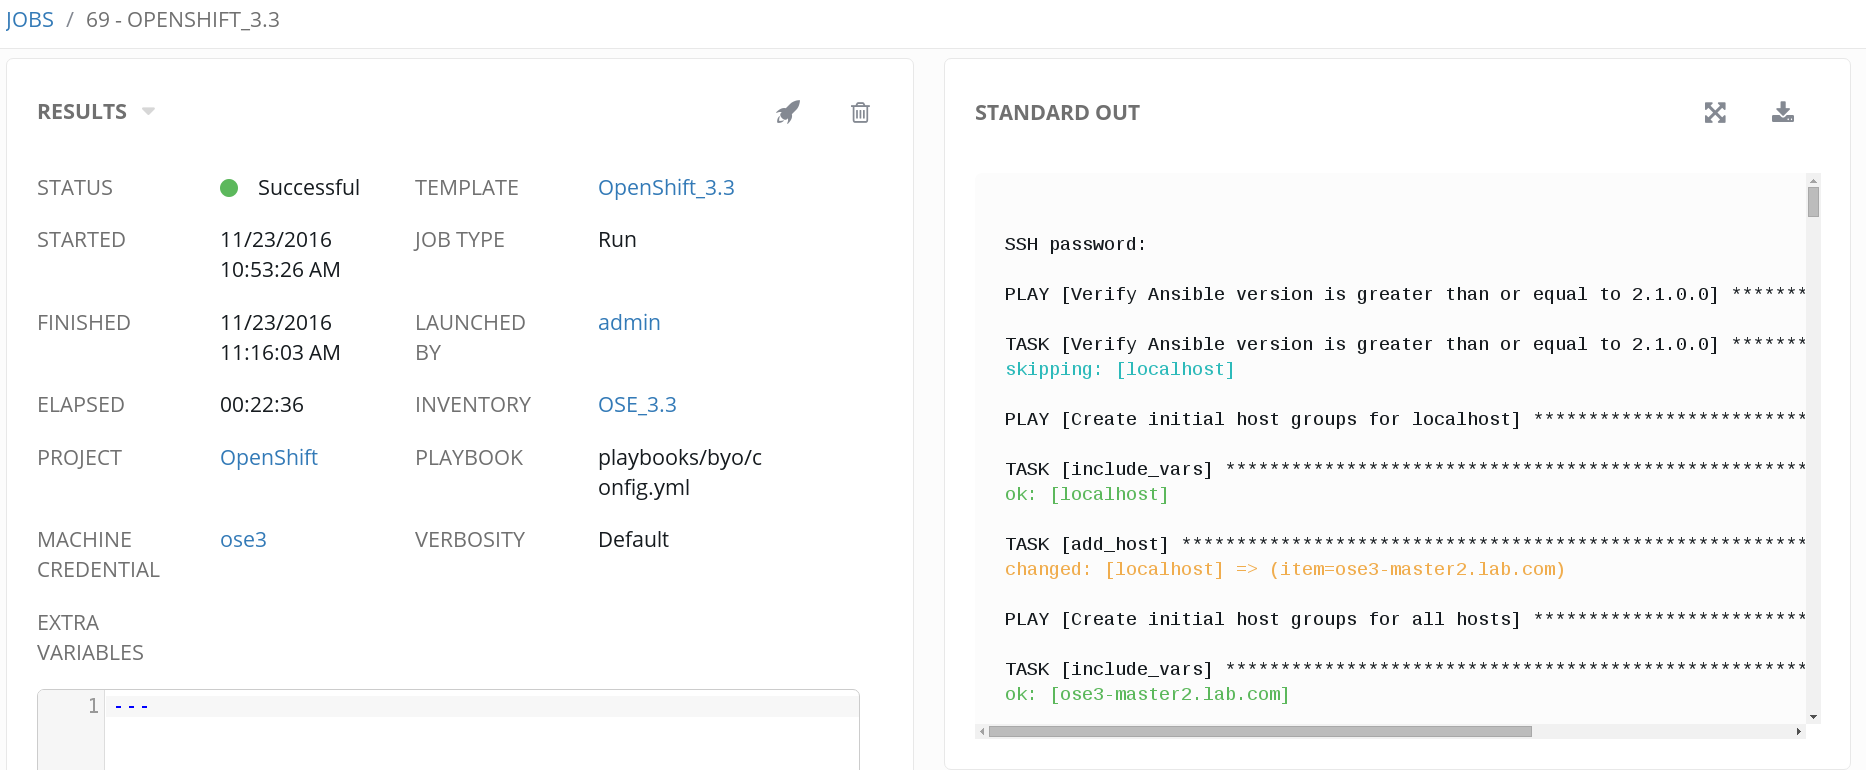 JOBS / 69 - OPENSHIFT_3.3
RESULTS
STATUS Successful TEMPLATE OpenShift_3.3
STARTED 11/23/2016 JOB TYPE Run
10:53:26 AM
FINISHED 11/23/2016 LAUNCHED admin
11:16:03 AM BY
ELAPSED 00:22:36 INVENTORY OSE_3.3
PROJECT OpenShift PLAYBOOK playbooks/byo/c
onfig.yml
MACHINE ose3 VERBOSITY Default
CREDENTIAL
EXTRA
VARIABLES
1 ---
STANDARD OUT
SSH password:
PLAY [Verify Ansible version is greater than or equal to 2.1.0.0] *******
TASK [Verify Ansible version is greater than or equal to 2.1.0.0] *******
skipping: [localhost]
PLAY [Create initial host groups for localhost] *************************
TASK [include_vars] *****************************************************
ok: [localhost]
TASK [add_host] *********************************************************
changed: [localhost] => (item=ose3-master2.lab.com)
PLAY [Create initial host groups for all hosts] *************************
TASK [include_vars] *****************************************************
ok: [ose3-master2.lab.com]